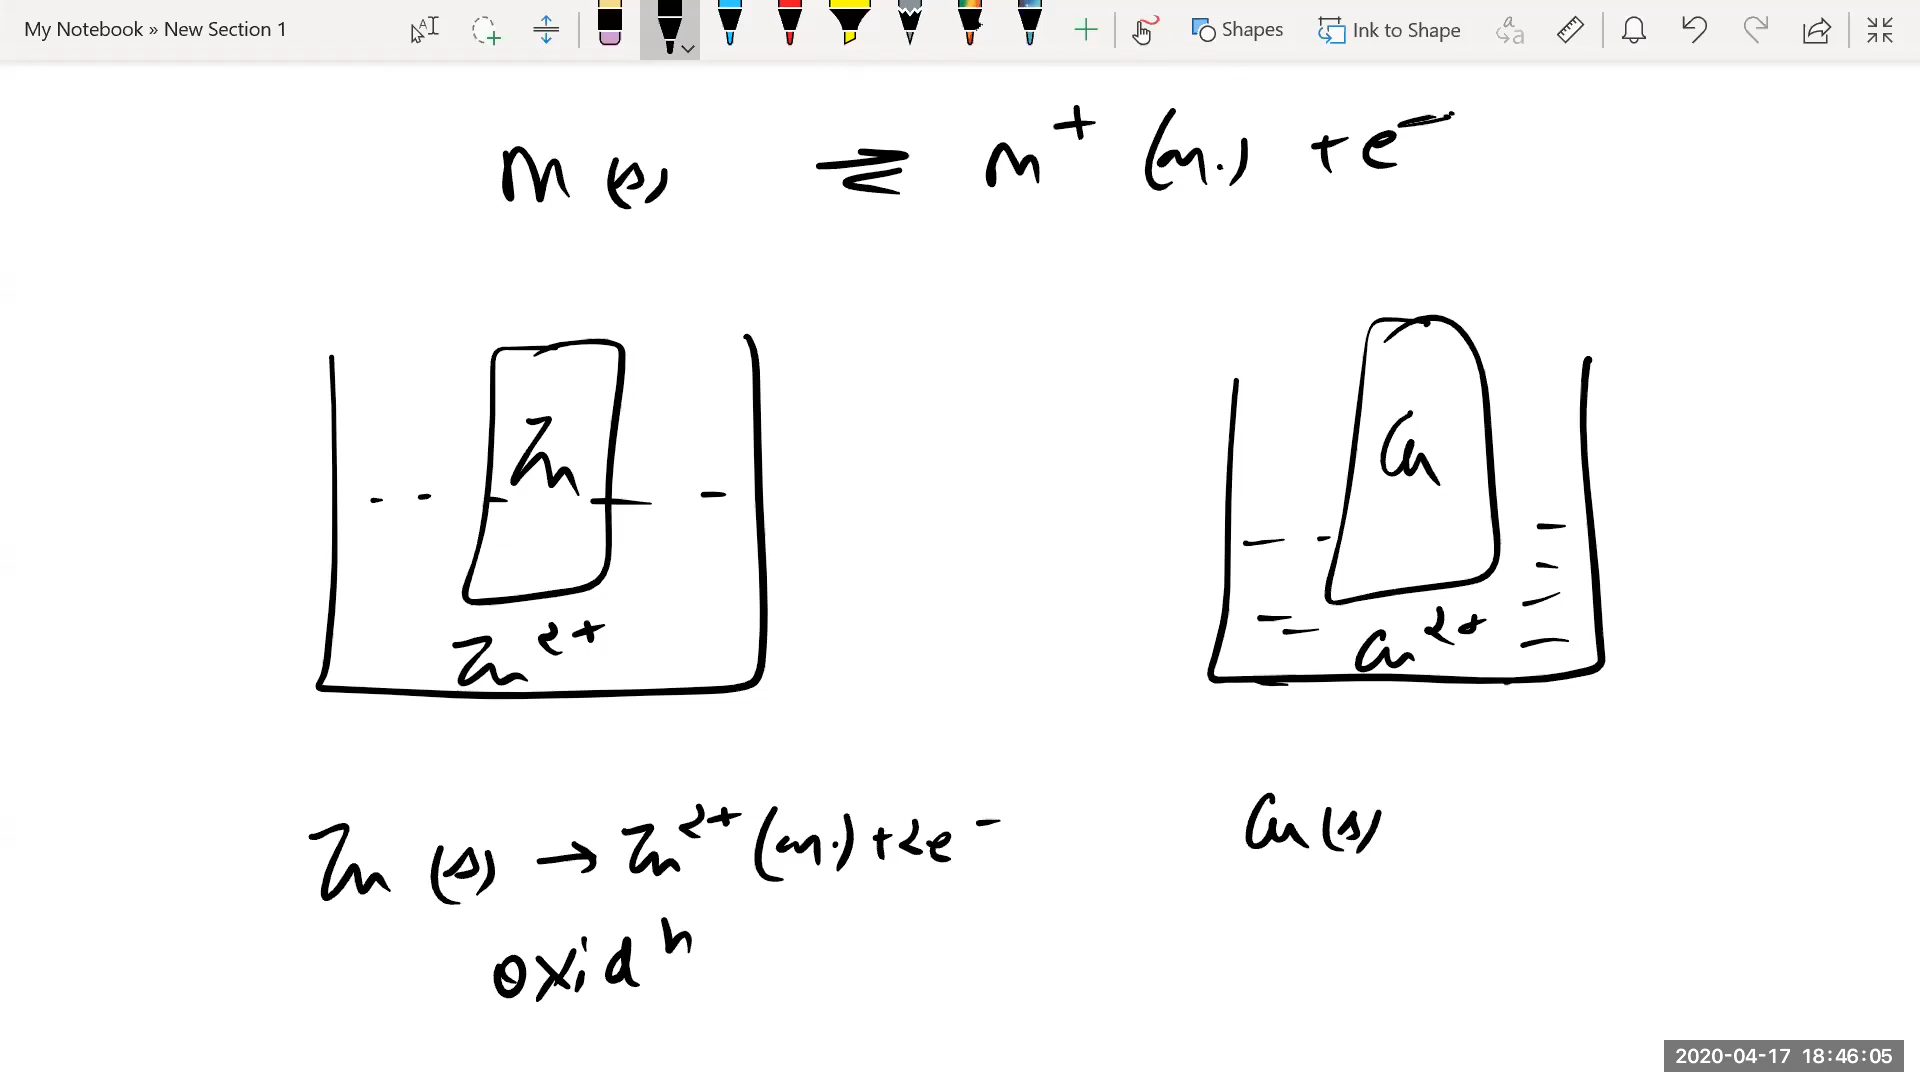 My Notebook » New Section 1
Shapes
Ink to Shape
M (s) ⇌ M⁺ (aq.) + e⁻
Zn
Cu
Zn²⁺
Cu²⁺
Zn (s) → Zn²⁺ (aq.) + 2e⁻
Cu (s)
oxidⁿ
2020-04-17 18:46:05